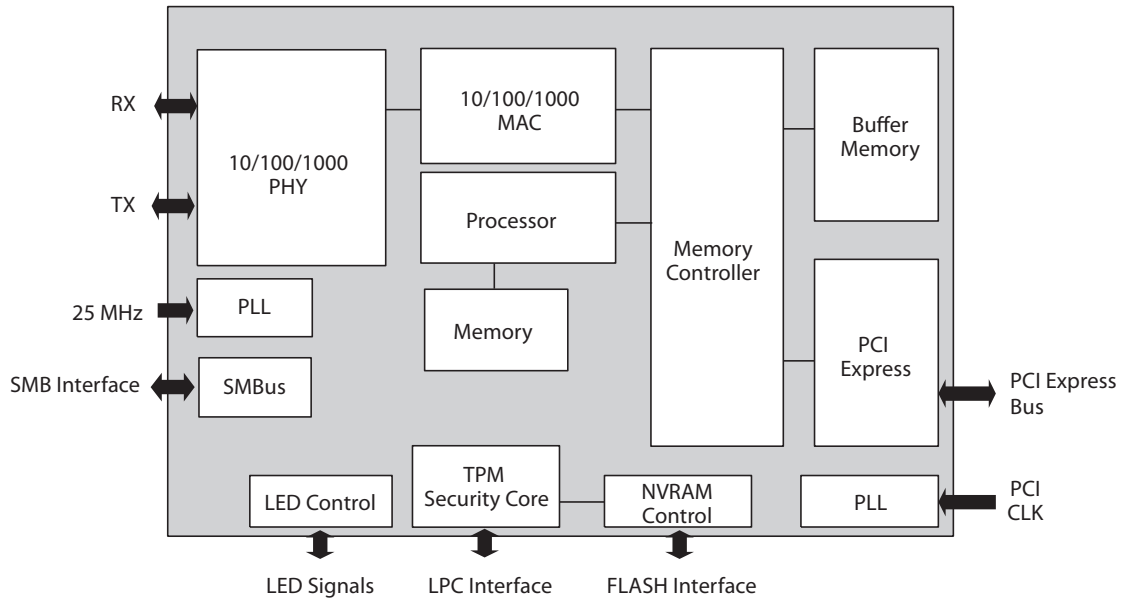 RX
TX
25 MHz
SMB Interface
10/100/1000
PHY
PLL
SMBus
10/100/1000
MAC
Processor
Memory
Memory
Controller
Buffer
Memory
PCI
Express
PCI Express
Bus
LED Control
TPM
Security Core
NVRAM
Control
PLL
PCI
CLK
LED Signals
LPC Interface
FLASH Interface